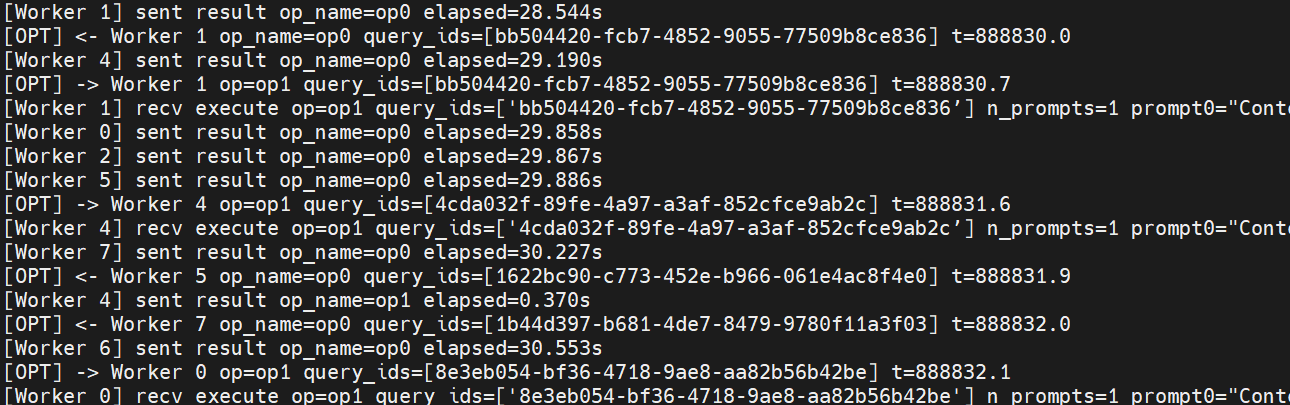 [Worker 1] sent result op_name=op0 elapsed=28.544s
[OPT] <- Worker 1 op_name=op0 query_ids=[bb504420-fcb7-4852-9055-77509b8ce836] t=888830.0
[Worker 4] sent result op_name=op0 elapsed=29.190s
[OPT] -> Worker 1 op=op1 query_ids=[bb504420-fcb7-4852-9055-77509b8ce836] t=888830.7
[Worker 1] recv execute op=op1 query_ids=['bb504420-fcb7-4852-9055-77509b8ce836’] n_prompts=1 prompt0="Conte
[Worker 0] sent result op_name=op0 elapsed=29.858s
[Worker 2] sent result op_name=op0 elapsed=29.867s
[Worker 5] sent result op_name=op0 elapsed=29.886s
[OPT] -> Worker 4 op=op1 query_ids=[4cda032f-89fe-4a97-a3af-852cfce9ab2c] t=888831.6
[Worker 4] recv execute op=op1 query_ids=['4cda032f-89fe-4a97-a3af-852cfce9ab2c’] n_prompts=1 prompt0="Conte
[Worker 7] sent result op_name=op0 elapsed=30.227s
[OPT] <- Worker 5 op_name=op0 query_ids=[1622bc90-c773-452e-b966-061e4ac8f4e0] t=888831.9
[Worker 4] sent result op_name=op1 elapsed=0.370s
[OPT] <- Worker 7 op_name=op0 query_ids=[1b44d397-b681-4de7-8479-9780f11a3f03] t=888832.0
[Worker 6] sent result op_name=op0 elapsed=30.553s
[OPT] -> Worker 0 op=op1 query_ids=[8e3eb054-bf36-4718-9ae8-aa82b56b42be] t=888832.1
[Worker 0] recv execute op=op1 query_ids=['8e3eb054-bf36-4718-9ae8-aa82b56b42be'] n_prompts=1 prompt0="Conte